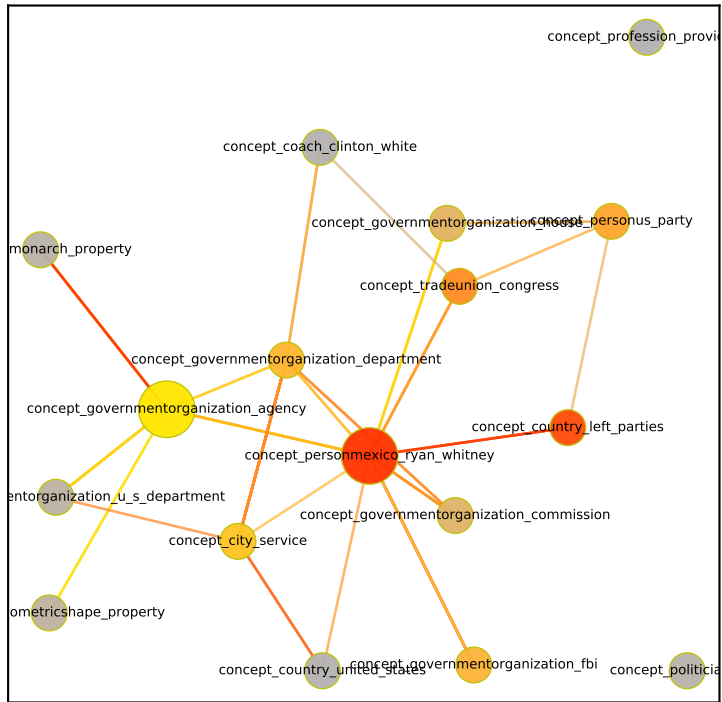 concept_profession_provi
concept_coach_clinton_white
concept_governmentorganization_house
concept_personus_party
monarch_property
concept_tradeunion_congress
concept_governmentorganization_department
concept_governmentorganization_agency
concept_country_left_parties
concept_personmexico_ryan_whitney
entorganization_u_s_department
concept_governmentorganization_commission
concept_city_service
ometricshape_property
concept_country_united_states
concept_governmentorganization_fbi
concept_politicia